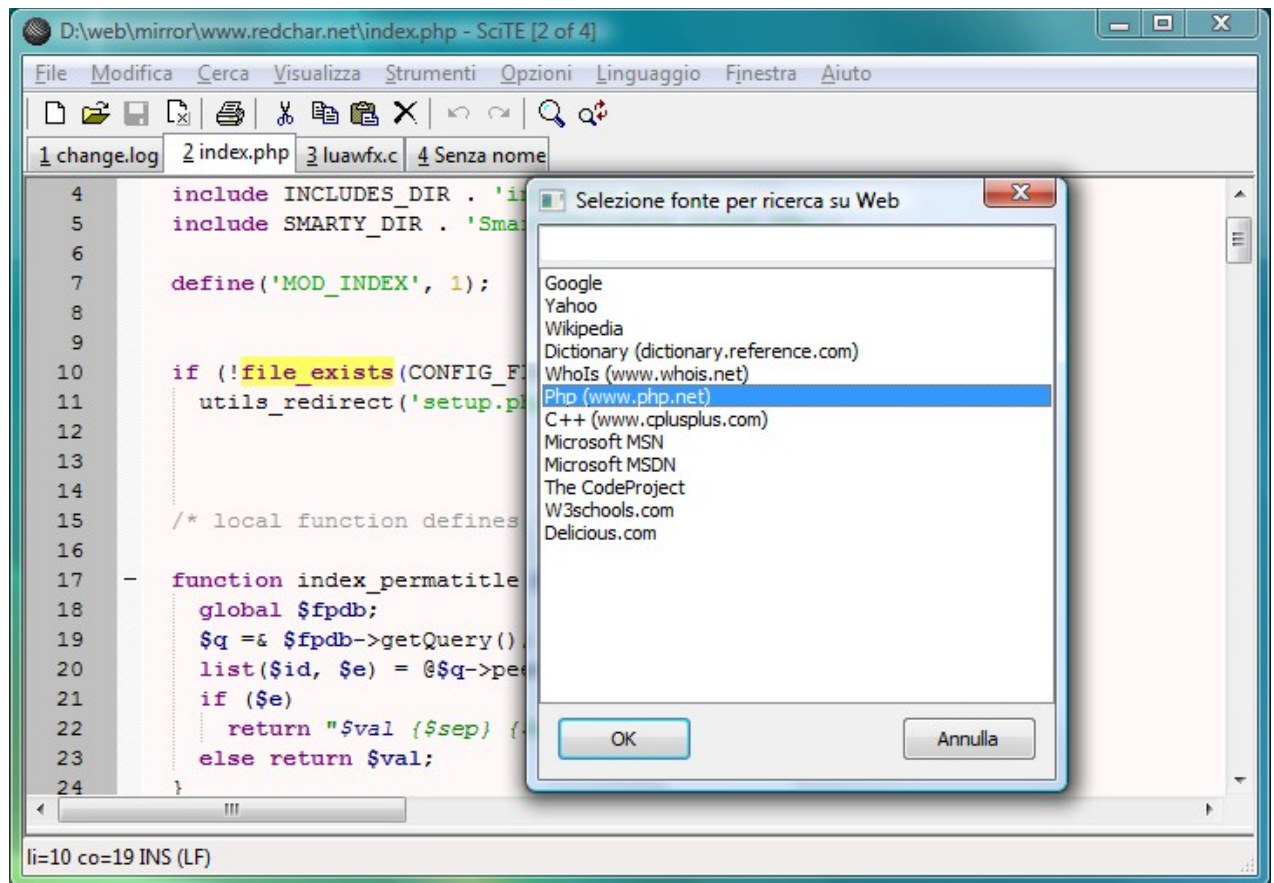 D:\web\mirror\www.redchar.net\index.php - SciTE [2 of 4]
File Modifica Cerca Visualizza Strumenti Opzioni Linguaggio Finestra Aiuto
1 change.log 2 index.php 3 luawfx.c 4 Senza nome
4 include INCLUDES_DIR . 'in
5 include SMARTY_DIR . 'Smar
6
7 define('MOD_INDEX', 1);
8
9
10 if (!file_exists(CONFIG_FI
11 utils_redirect('setup.ph
12
13
14
15 /* local function defines
16
17 function index_permatitle
18 global $fpdb;
19 $q =& $fpdb->getQuery()
20 list($id, $e) = @$q->pee
21 if ($e)
22 return "$val {$sep} {
23 else return $val;
24 }
Selezione fonte per ricerca su Web
Google
Yahoo
Wikipedia
Dictionary (dictionary.reference.com)
WhoIs (www.whois.net)
Php (www.php.net)
C++ (www.cplusplus.com)
Microsoft MSN
Microsoft MSDN
The CodeProject
W3schools.com
Delicious.com
OK Annulla
li=10 co=19 INS (LF)